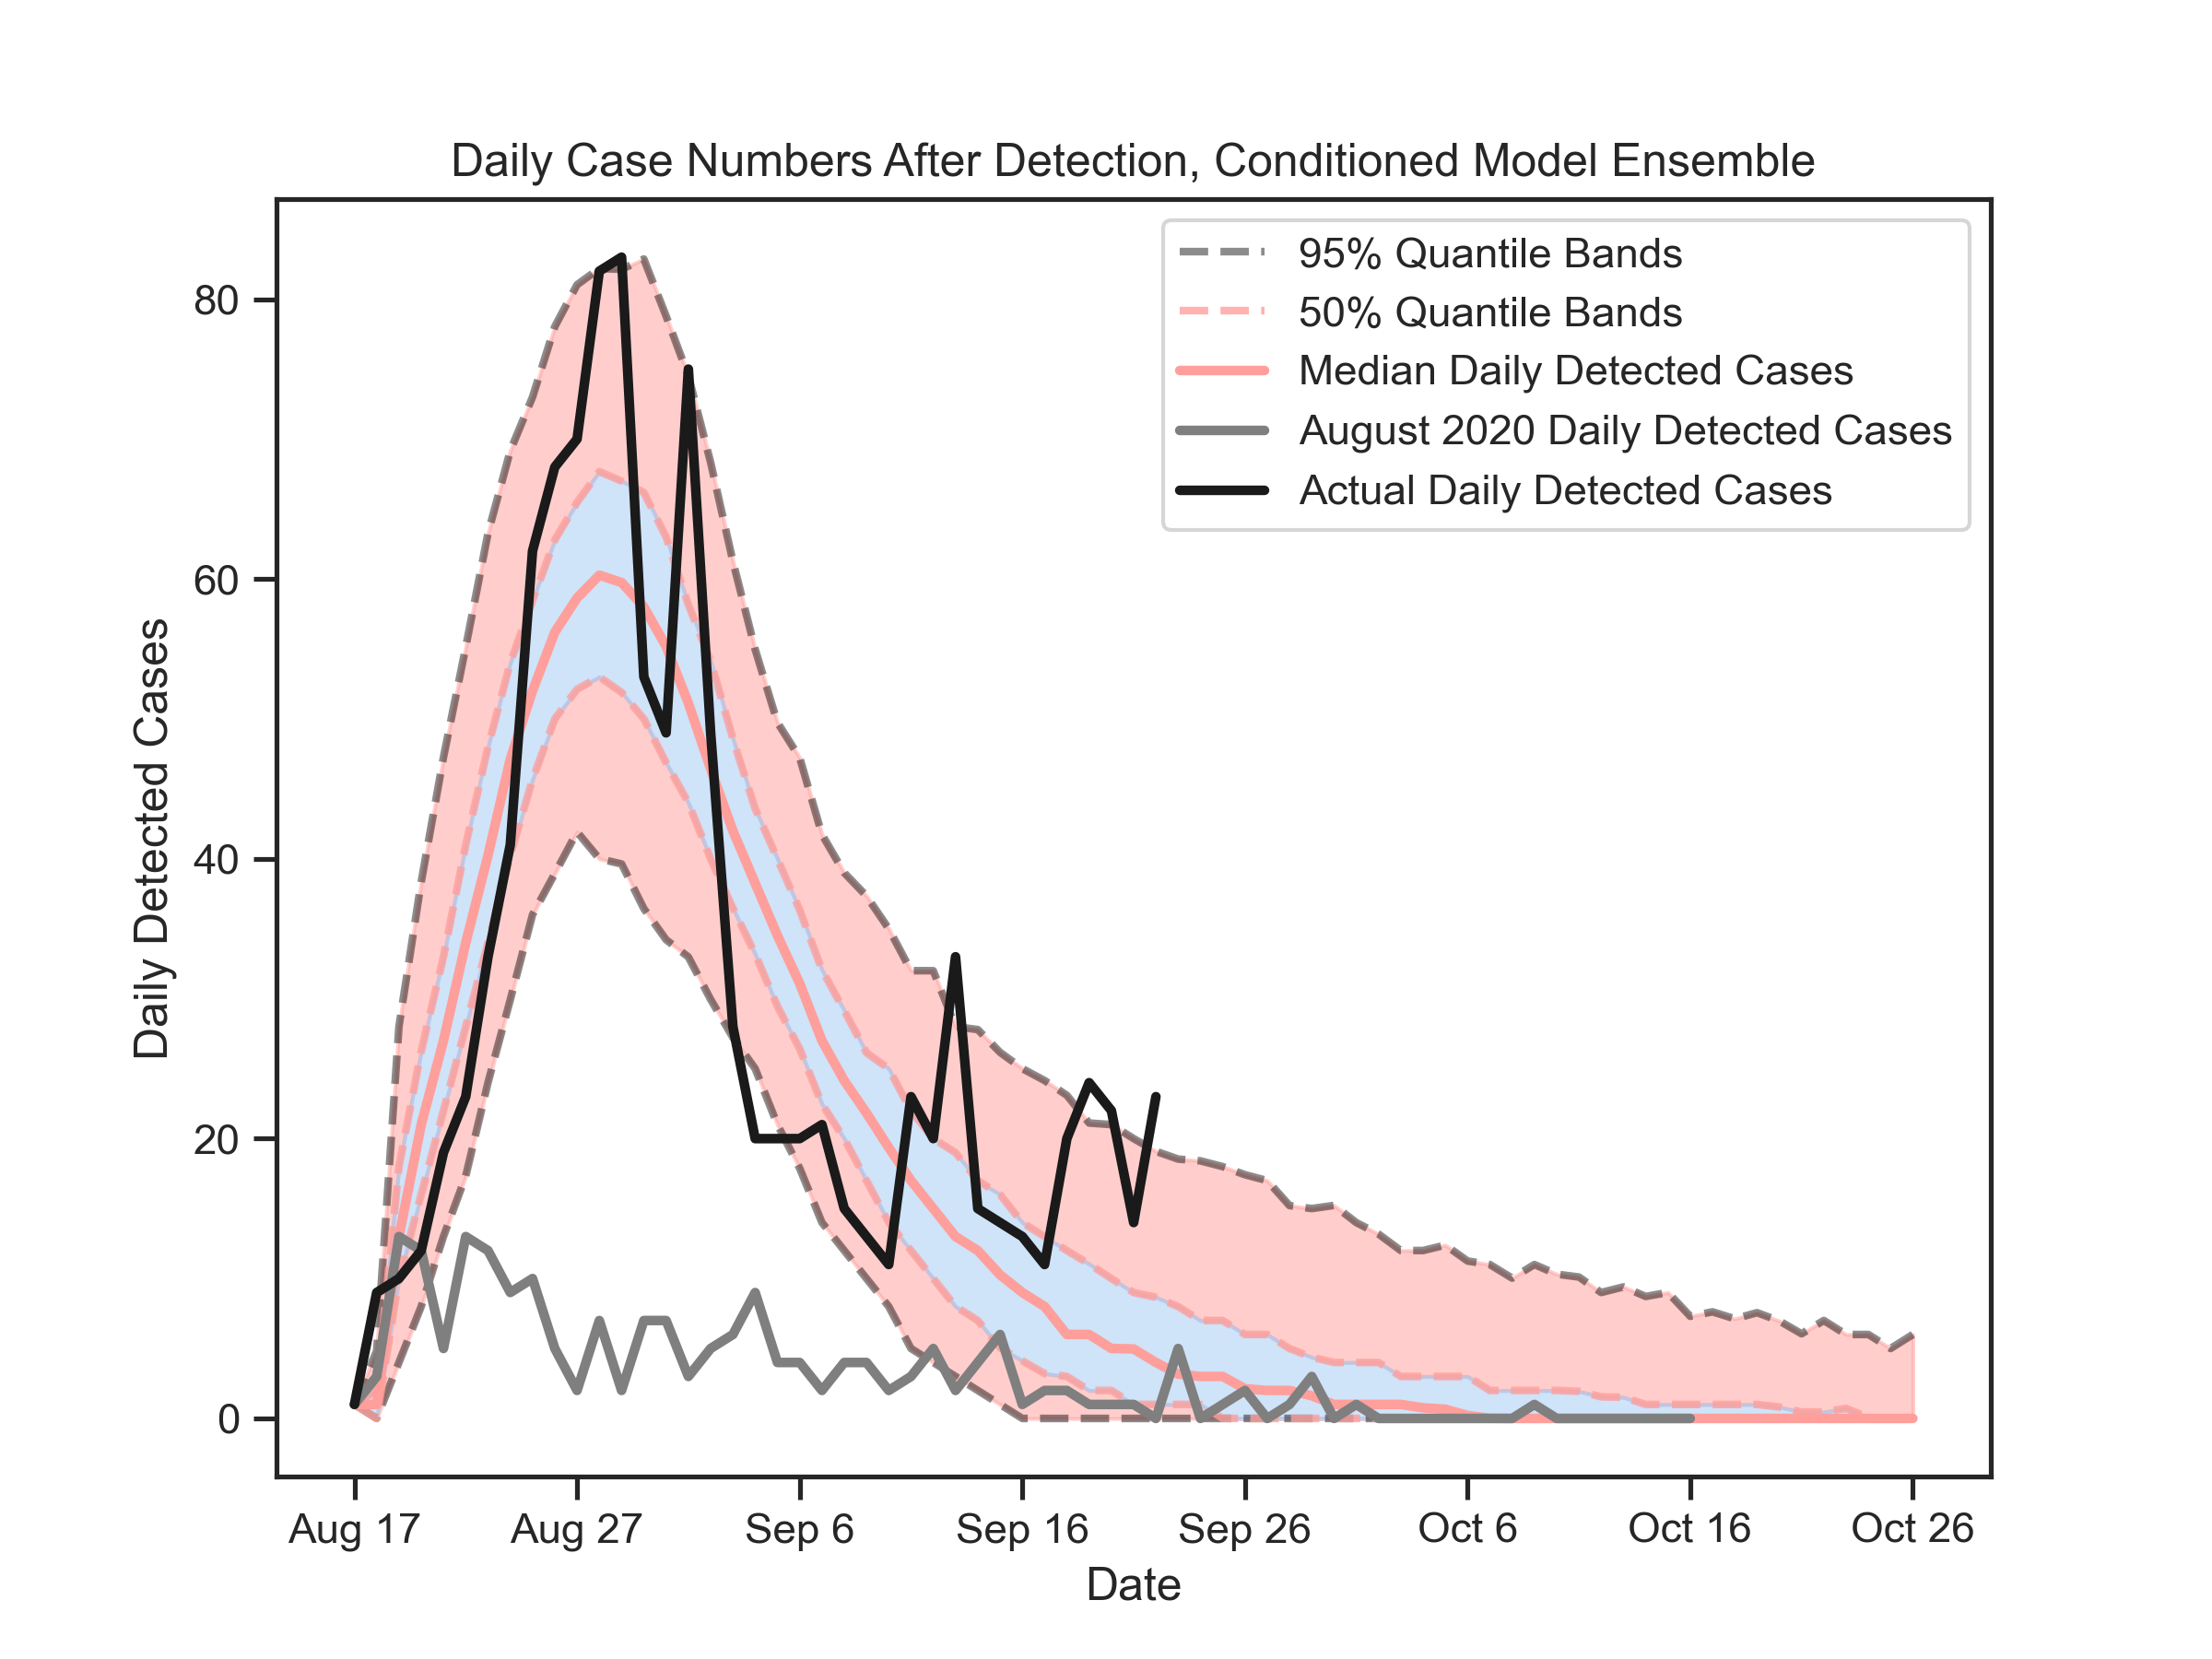 Daily Case Numbers After Detection, Conditioned Model Ensemble
95% Quantile Bands
50% Quantile Bands
Median Daily Detected Cases
August 2020 Daily Detected Cases
Actual Daily Detected Cases
Daily Detected Cases
80
60
40
20
0
Aug 17 Aug 27 Sep 6 Sep 16 Sep 26 Oct 6 Oct 16 Oct 26
Date